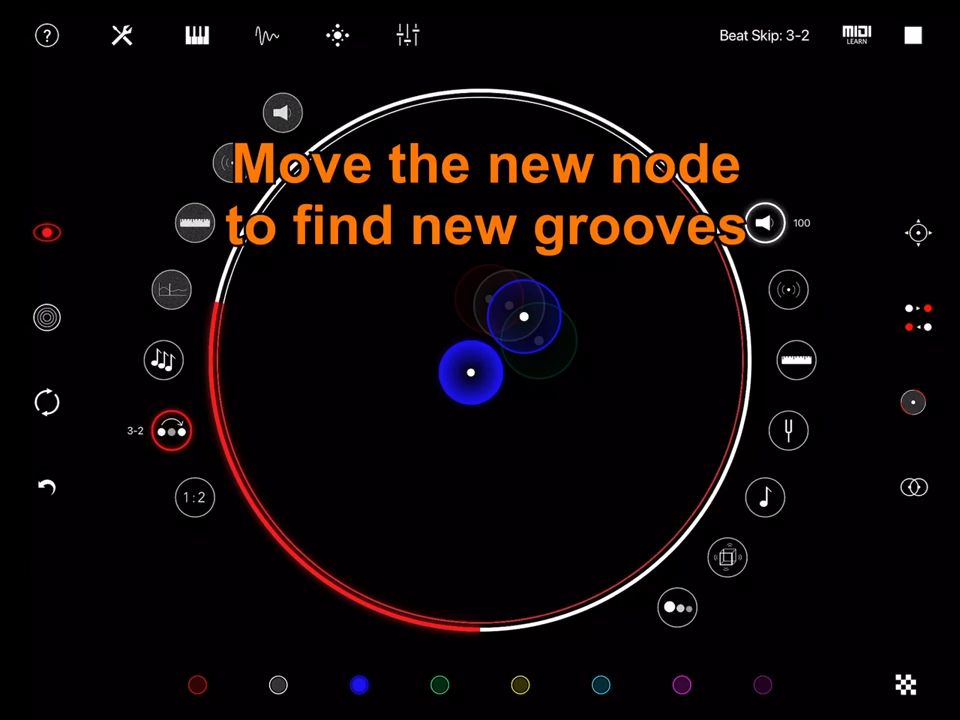 ?
Beat Skip: 3-2
MIDI
LEARN
Move the new node
to find new grooves
100
3-2
1:2